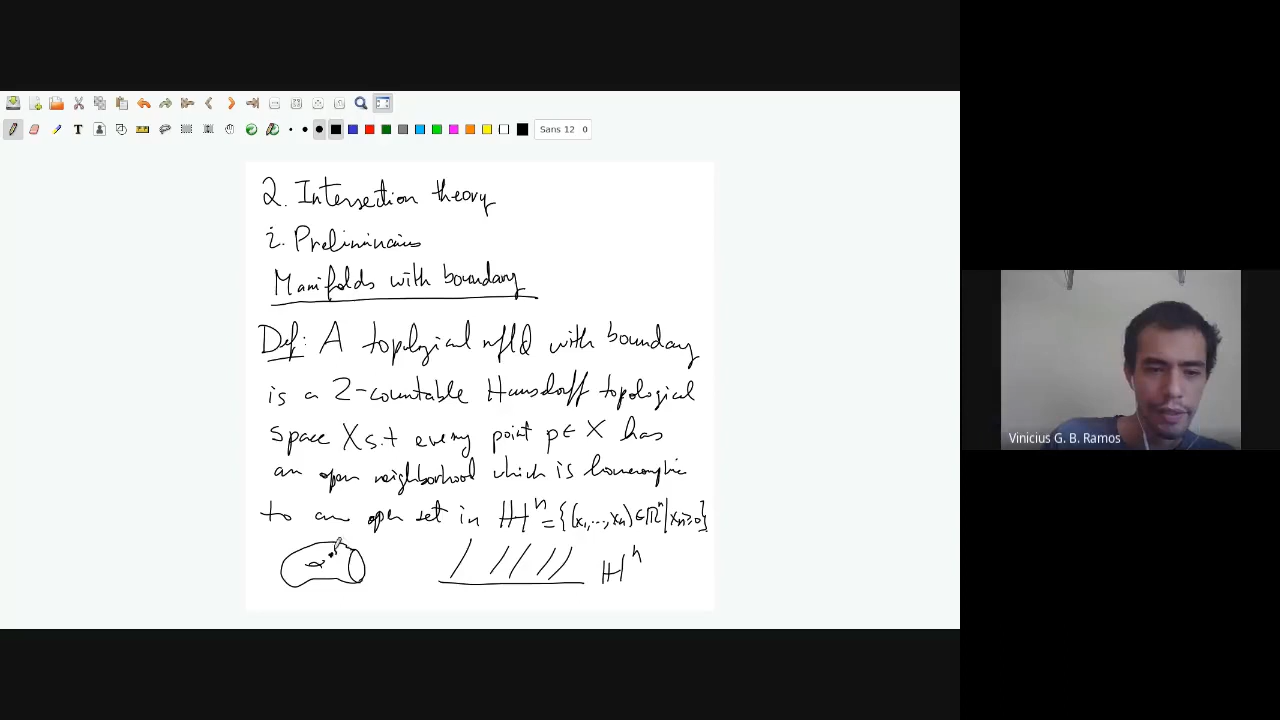 Sans 12 0
2. Intersection theory
i. Preliminaries
Manifolds with boundary
Def: A topological mfld with boundary
is a 2-countable Hausdorff topological
space X s.t every point p ∈ X has
an open neighborhood which is homeomorphic
to an open set in ℍⁿ = {(x₁,...,xₙ) ∈ ℝⁿ | xₙ ≥ 0}
ℍⁿ
Vinicius G. B. Ramos